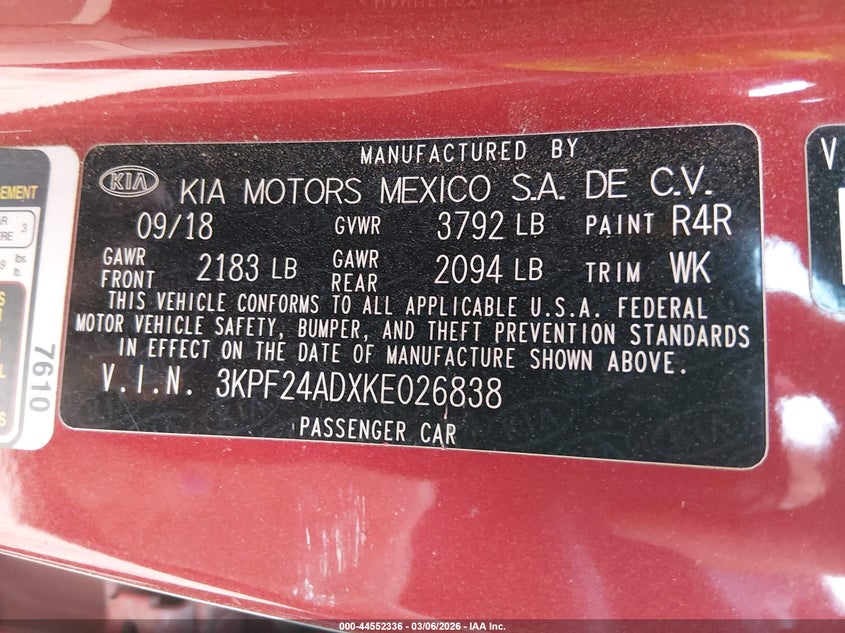 MANUFACTURED BY
KIA KIA MOTORS MEXICO S.A. DE C.V.
09/18 GVWR 3792 LB PAINT R4R
GAWR FRONT 2183 LB GAWR REAR 2094 LB TRIM WK
THIS VEHICLE CONFORMS TO ALL APPLICABLE U.S.A. FEDERAL
MOTOR VEHICLE SAFETY, BUMPER, AND THEFT PREVENTION STANDARDS
IN EFFECT ON THE DATE OF MANUFACTURE SHOWN ABOVE.
V.I.N. 3KPF24ADXKE026838
PASSENGER CAR
7610
000-44552336 - 03/06/2026 - IAA Inc.